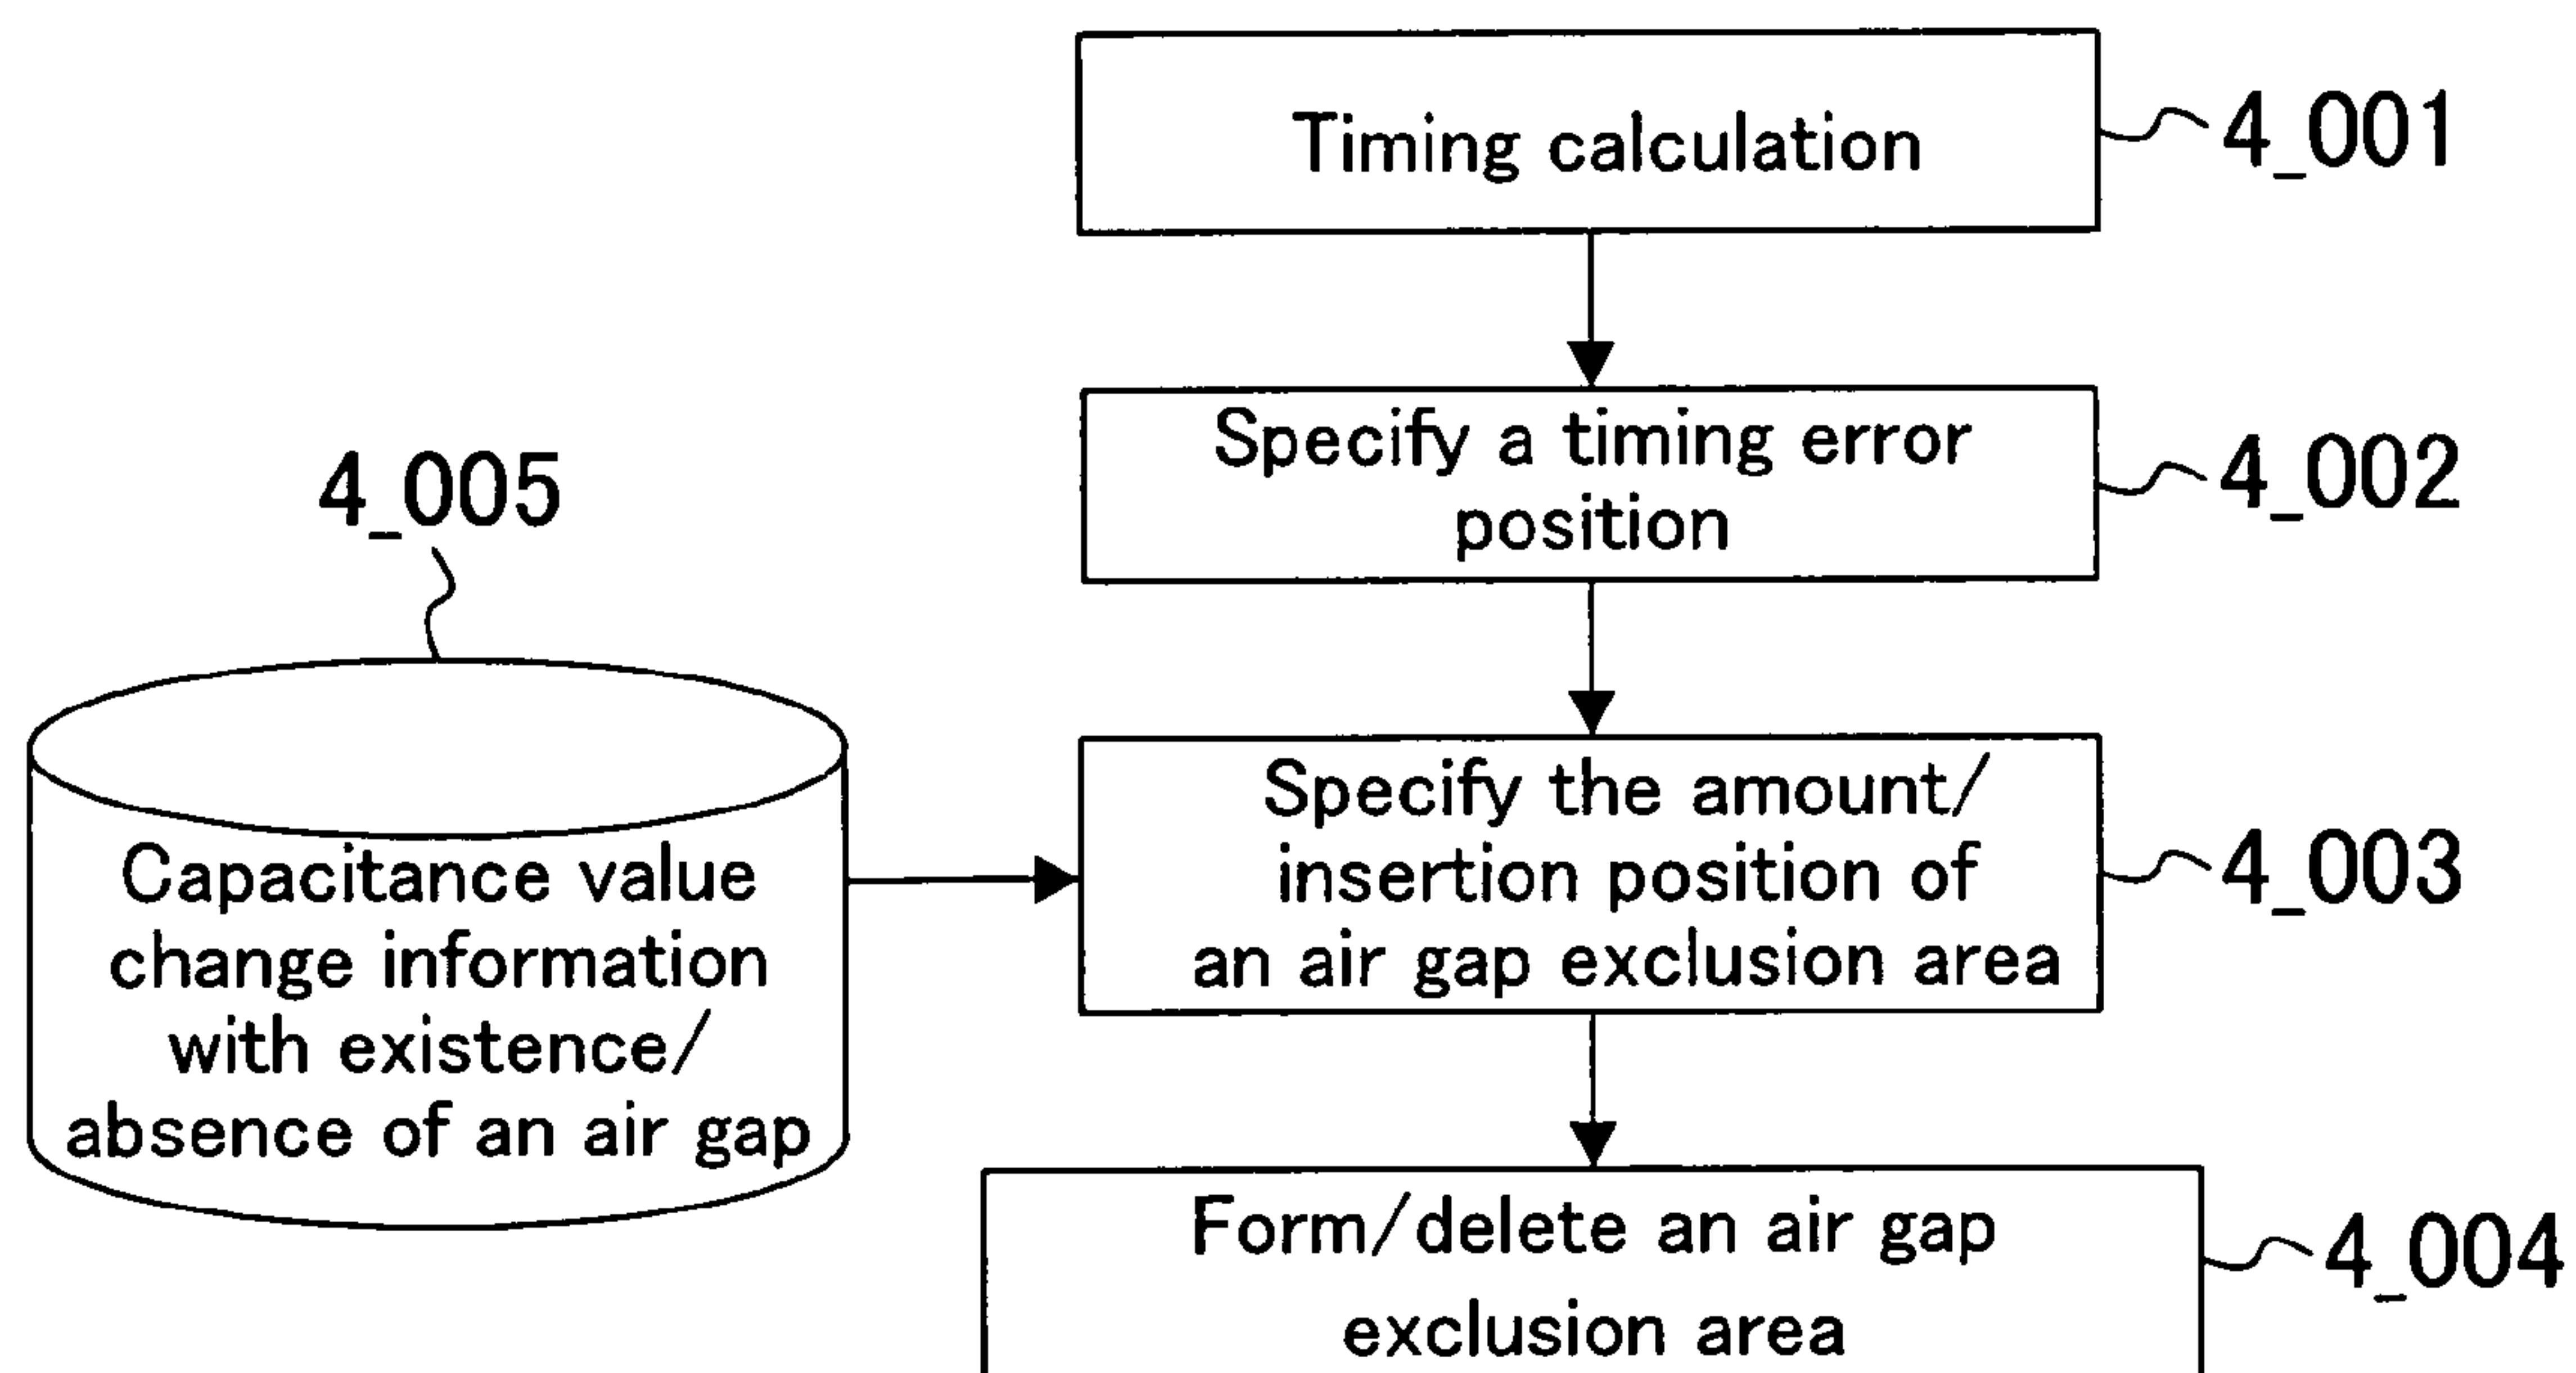 Timing calculation
4_001
Specify a timing error
position
4_002
4_005
Capacitance value
change information
with existence/
absence of an air gap
Specify the amount/
insertion position of
an air gap exclusion area
4_003
Form/delete an air gap
exclusion area
4_004